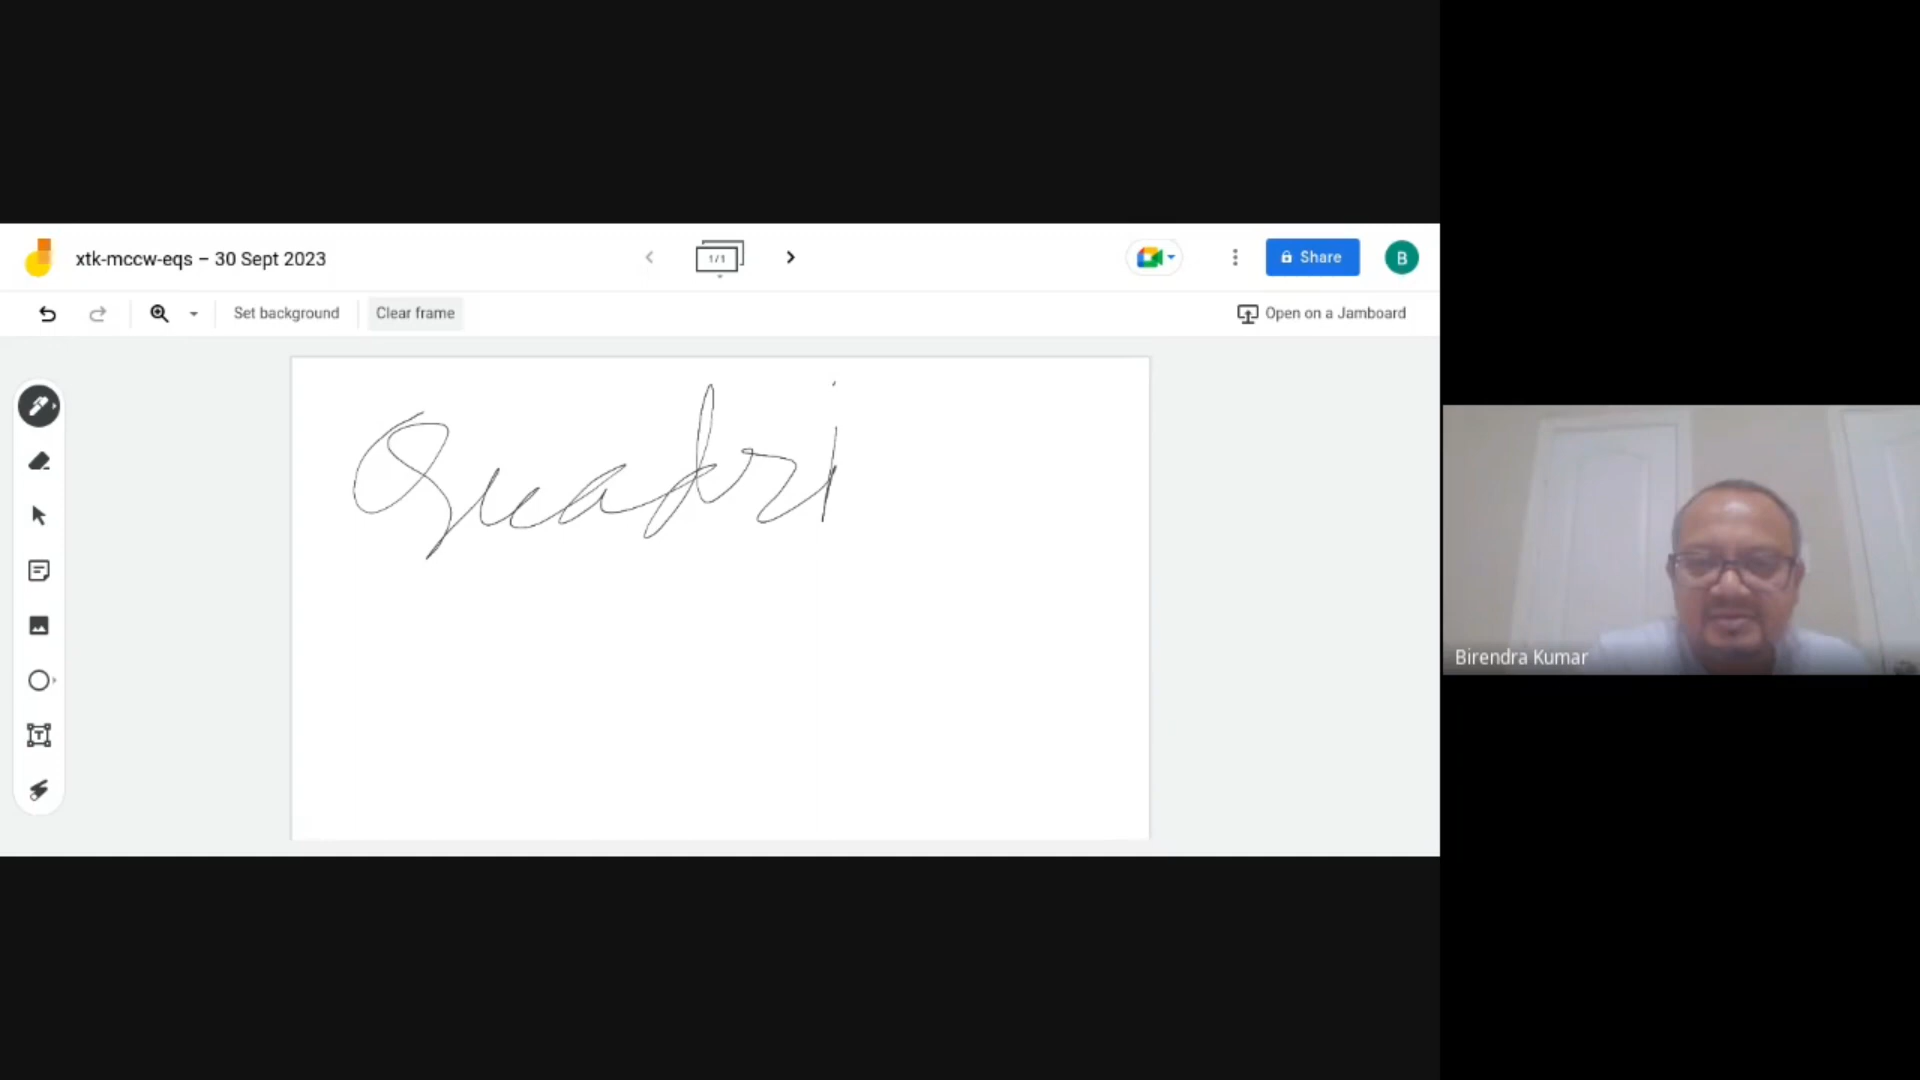 xtk-mccw-eqs – 30 Sept 2023
1/1
Share
B
Set background
Clear frame
Open on a Jamboard
Quadri
T
Birendra Kumar